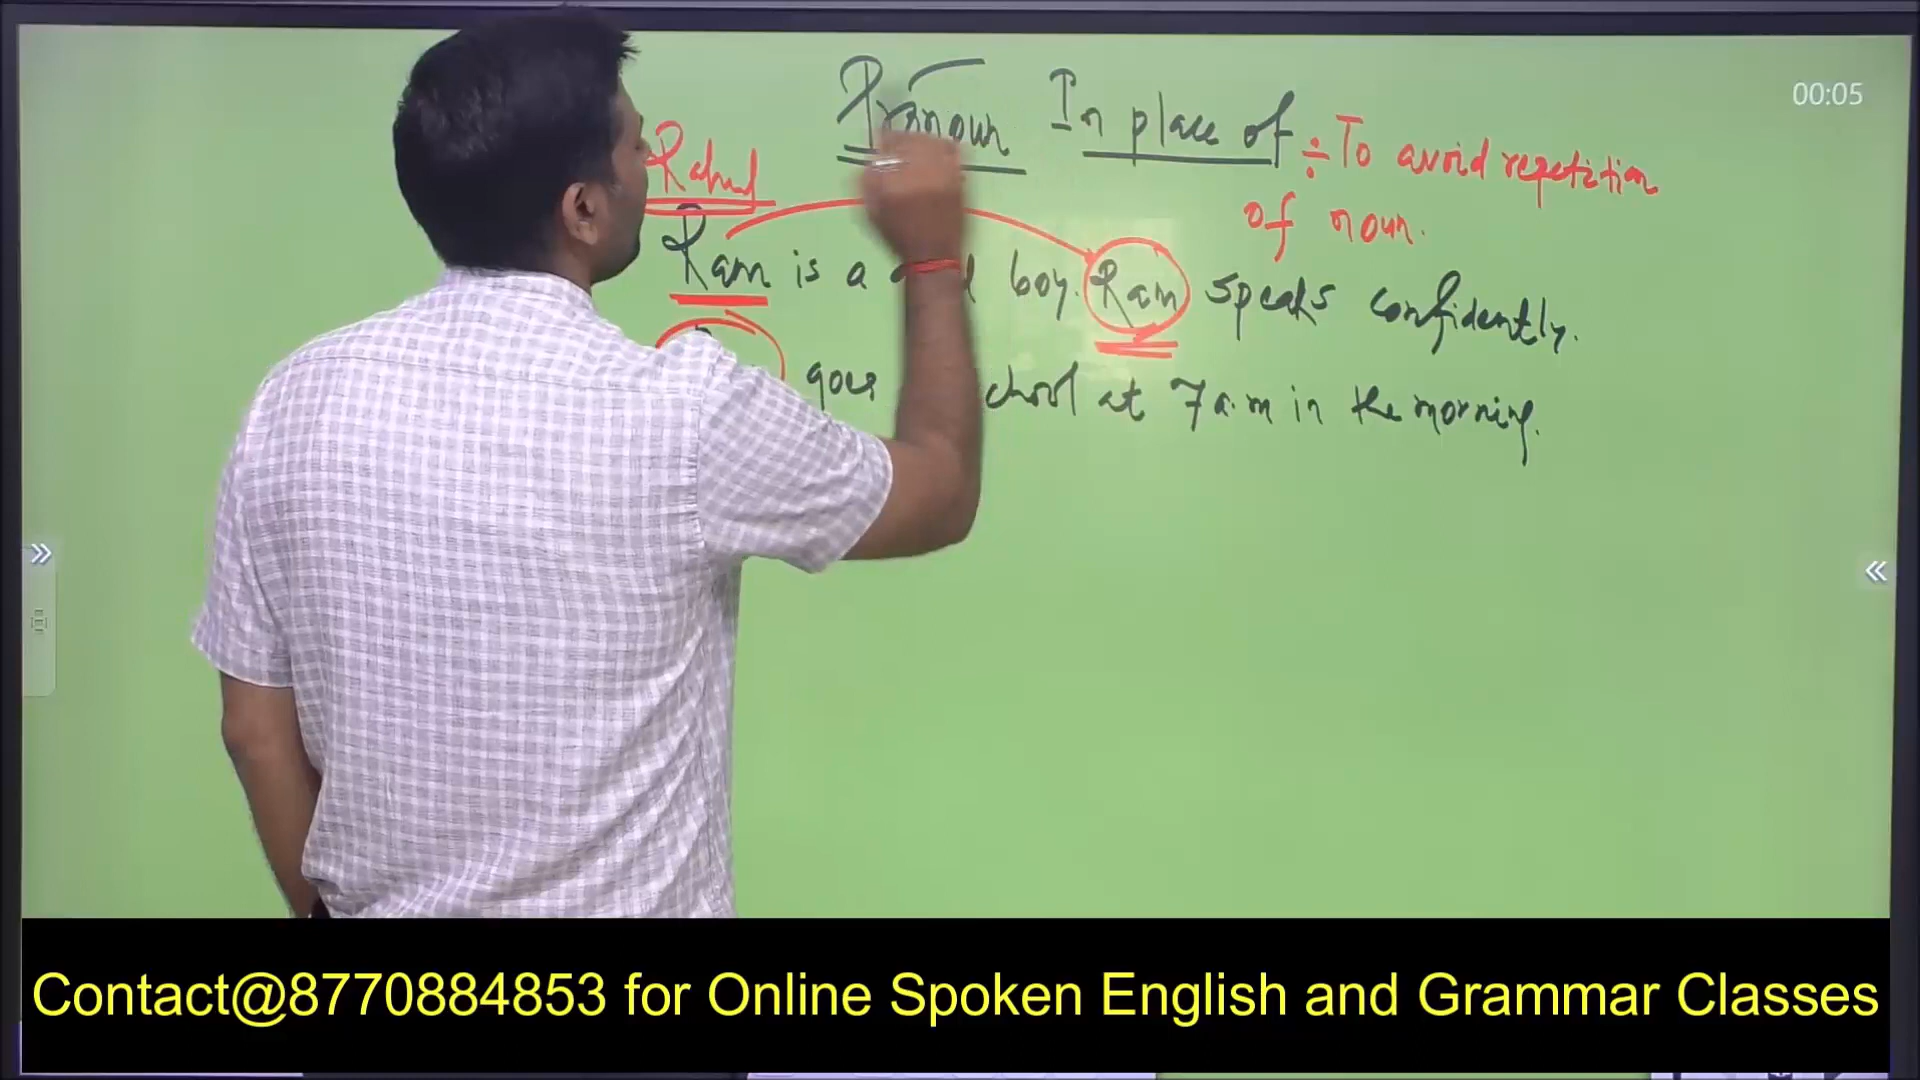 00:05
Pronoun In place of ÷ To avoid repetition
of noun.
Rahul
Ram is a boy. Ram speaks confidently.
goes at 7 a.m in the morning.
Contact@8770884853 for Online Spoken English and Grammar Classes